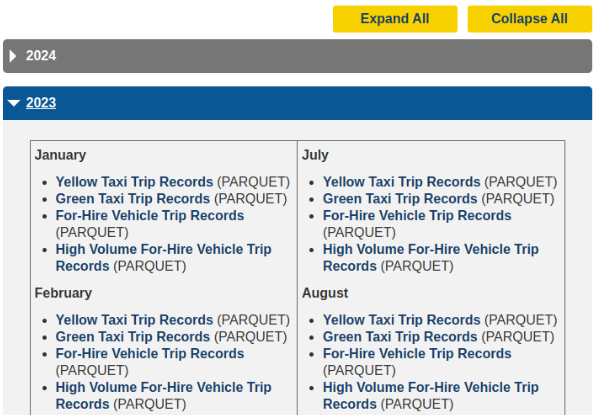 Expand All
Collapse All
2024
2023
January
Yellow Taxi Trip Records (PARQUET)
Green Taxi Trip Records (PARQUET)
For-Hire Vehicle Trip Records
(PARQUET)
High Volume For-Hire Vehicle Trip
Records (PARQUET)
February
Yellow Taxi Trip Records (PARQUET)
Green Taxi Trip Records (PARQUET)
For-Hire Vehicle Trip Records
(PARQUET)
High Volume For-Hire Vehicle Trip
Records (PARQUET)
July
Yellow Taxi Trip Records (PARQUET)
Green Taxi Trip Records (PARQUET)
For-Hire Vehicle Trip Records
(PARQUET)
High Volume For-Hire Vehicle Trip
Records (PARQUET)
August
Yellow Taxi Trip Records (PARQUET)
Green Taxi Trip Records (PARQUET)
For-Hire Vehicle Trip Records
(PARQUET)
High Volume For-Hire Vehicle Trip
Records (PARQUET)